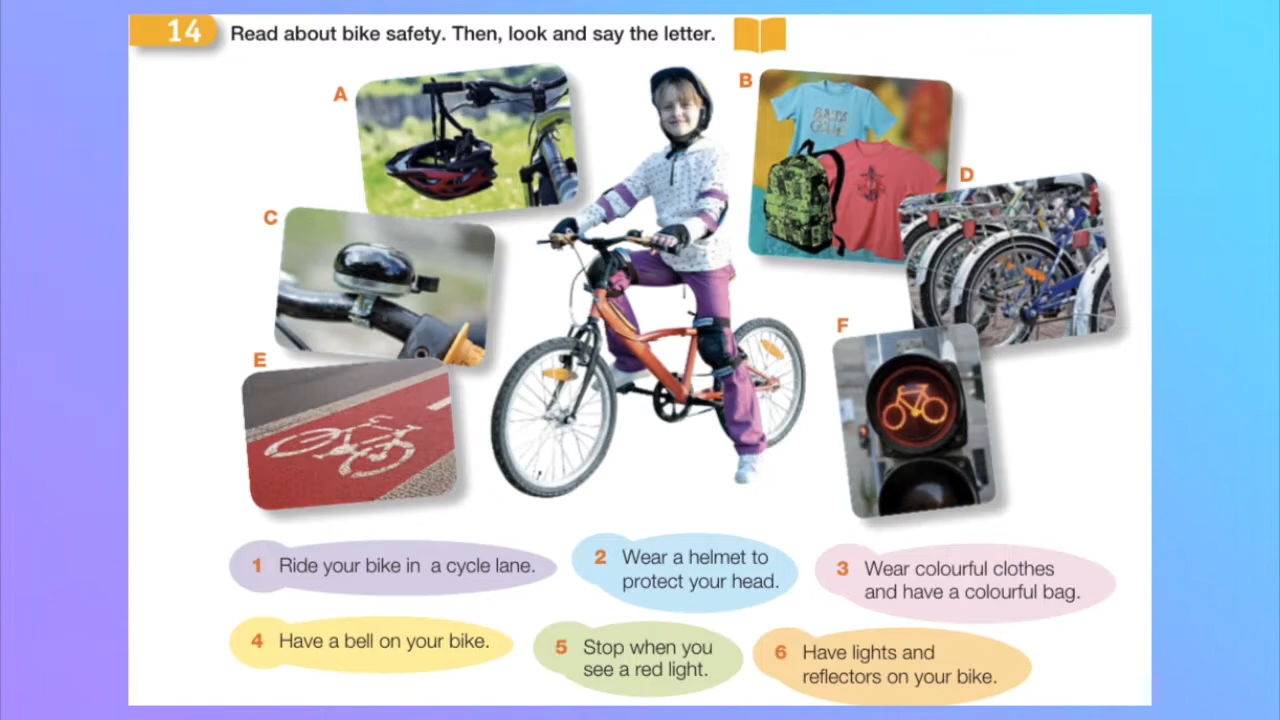 14 Read about bike safety. Then, look and say the letter.
A
B
C
D
E
F
1 Ride your bike in a cycle lane.
2 Wear a helmet to
protect your head.
3 Wear colourful clothes
and have a colourful bag.
4 Have a bell on your bike.
5 Stop when you
see a red light.
6 Have lights and
reflectors on your bike.